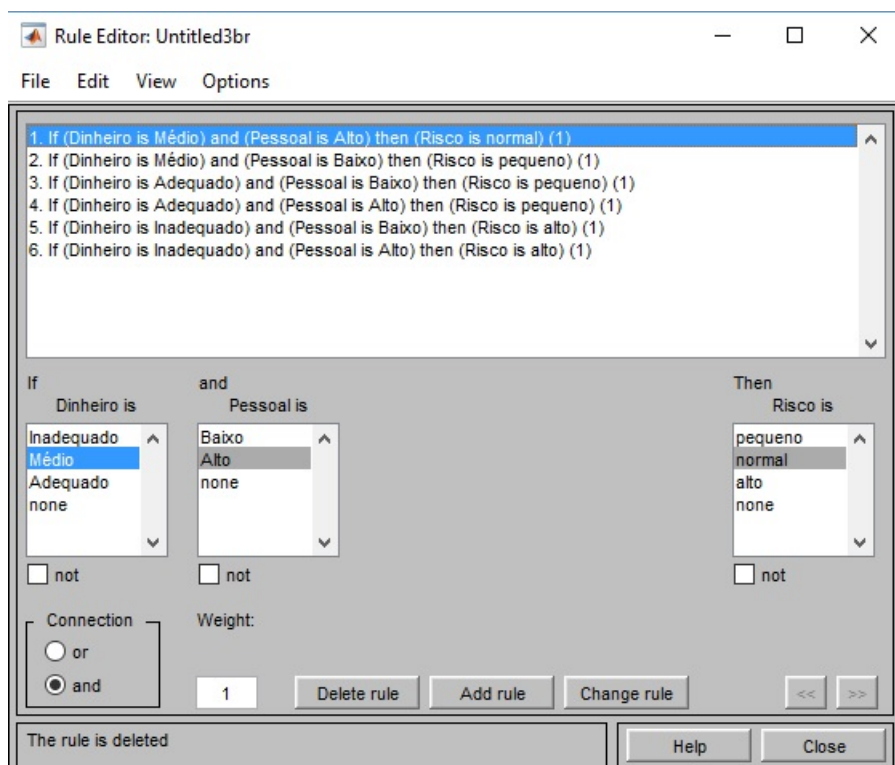 Rule Editor: Untitled3br
File Edit View Options
1. If (Dinheiro is Médio) and (Pessoal is Alto) then (Risco is normal) (1)
2. If (Dinheiro is Médio) and (Pessoal is Baixo) then (Risco is pequeno) (1)
3. If (Dinheiro is Adequado) and (Pessoal is Baixo) then (Risco is pequeno) (1)
4. If (Dinheiro is Adequado) and (Pessoal is Alto) then (Risco is pequeno) (1)
5. If (Dinheiro is Inadequado) and (Pessoal is Baixo) then (Risco is alto) (1)
6. If (Dinheiro is Inadequado) and (Pessoal is Alto) then (Risco is alto) (1)
If and Then
Dinheiro is Pessoal is Risco is
Inadequado Baixo pequeno
Médio Alto normal
Adequado none alto
none none
not not not
Connection Weight:
or
and 1 Delete rule Add rule Change rule << >>
The rule is deleted Help Close